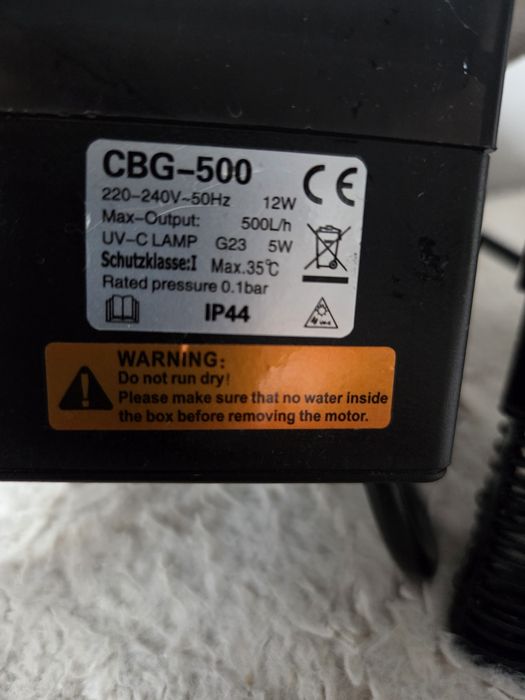 CBG-500
220-240V~50Hz 12W
Max-Output: 500L/h
UV-C LAMP G23 5W
Schutzklasse:I Max.35℃
Rated pressure 0.1bar
IP44
CE
WARNING:
Do not run dry!
Please make sure that no water inside
the box before removing the motor.